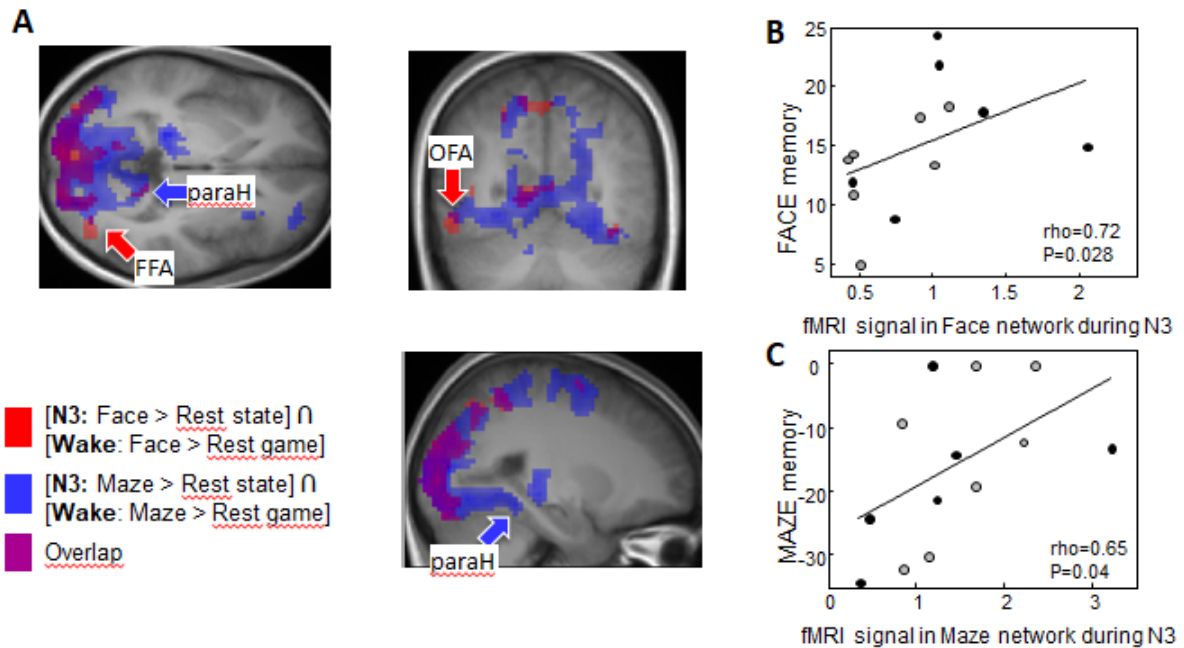 A
OFA
paraH
FFA
paraH
[N3: Face > Rest state] ∩
[Wake: Face > Rest game]
[N3: Maze > Rest state] ∩
[Wake: Maze > Rest game]
Overlap
B
25
20
15
10
5
FACE memory
rho=0.72
P=0.028
0.5 1 1.5 2
fMRI signal in Face network during N3
C
0
-10
-20
-30
MAZE memory
rho=0.65
P=0.04
0 1 2 3
fMRI signal in Maze network during N3